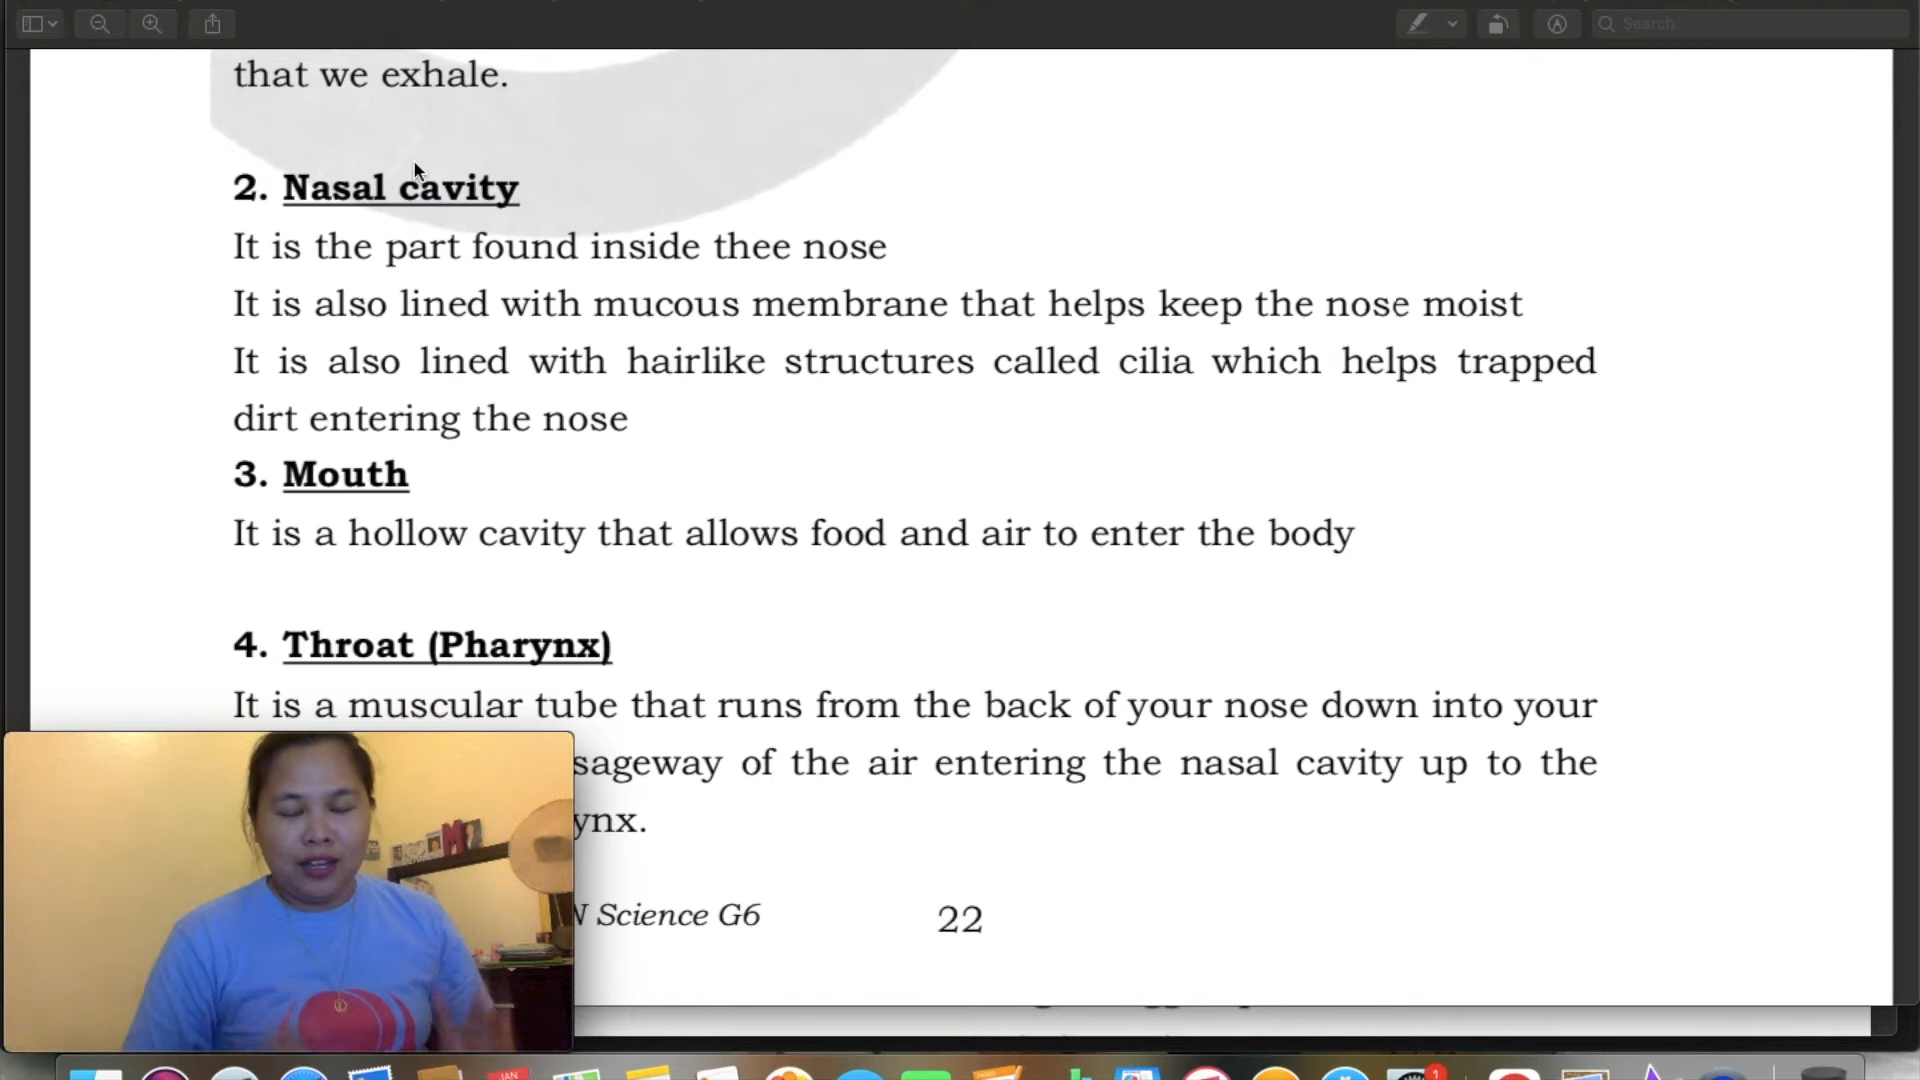 Search
that we exhale.
2. Nasal cavity
It is the part found inside thee nose
It is also lined with mucous membrane that helps keep the nose moist
It is also lined with hairlike structures called cilia which helps trapped
dirt entering the nose
3. Mouth
It is a hollow cavity that allows food and air to enter the body
4. Throat (Pharynx)
It is a muscular tube that runs from the back of your nose down into your
of the air entering the nasal cavity up to the
Science G6
22
JAN
PAGES
1